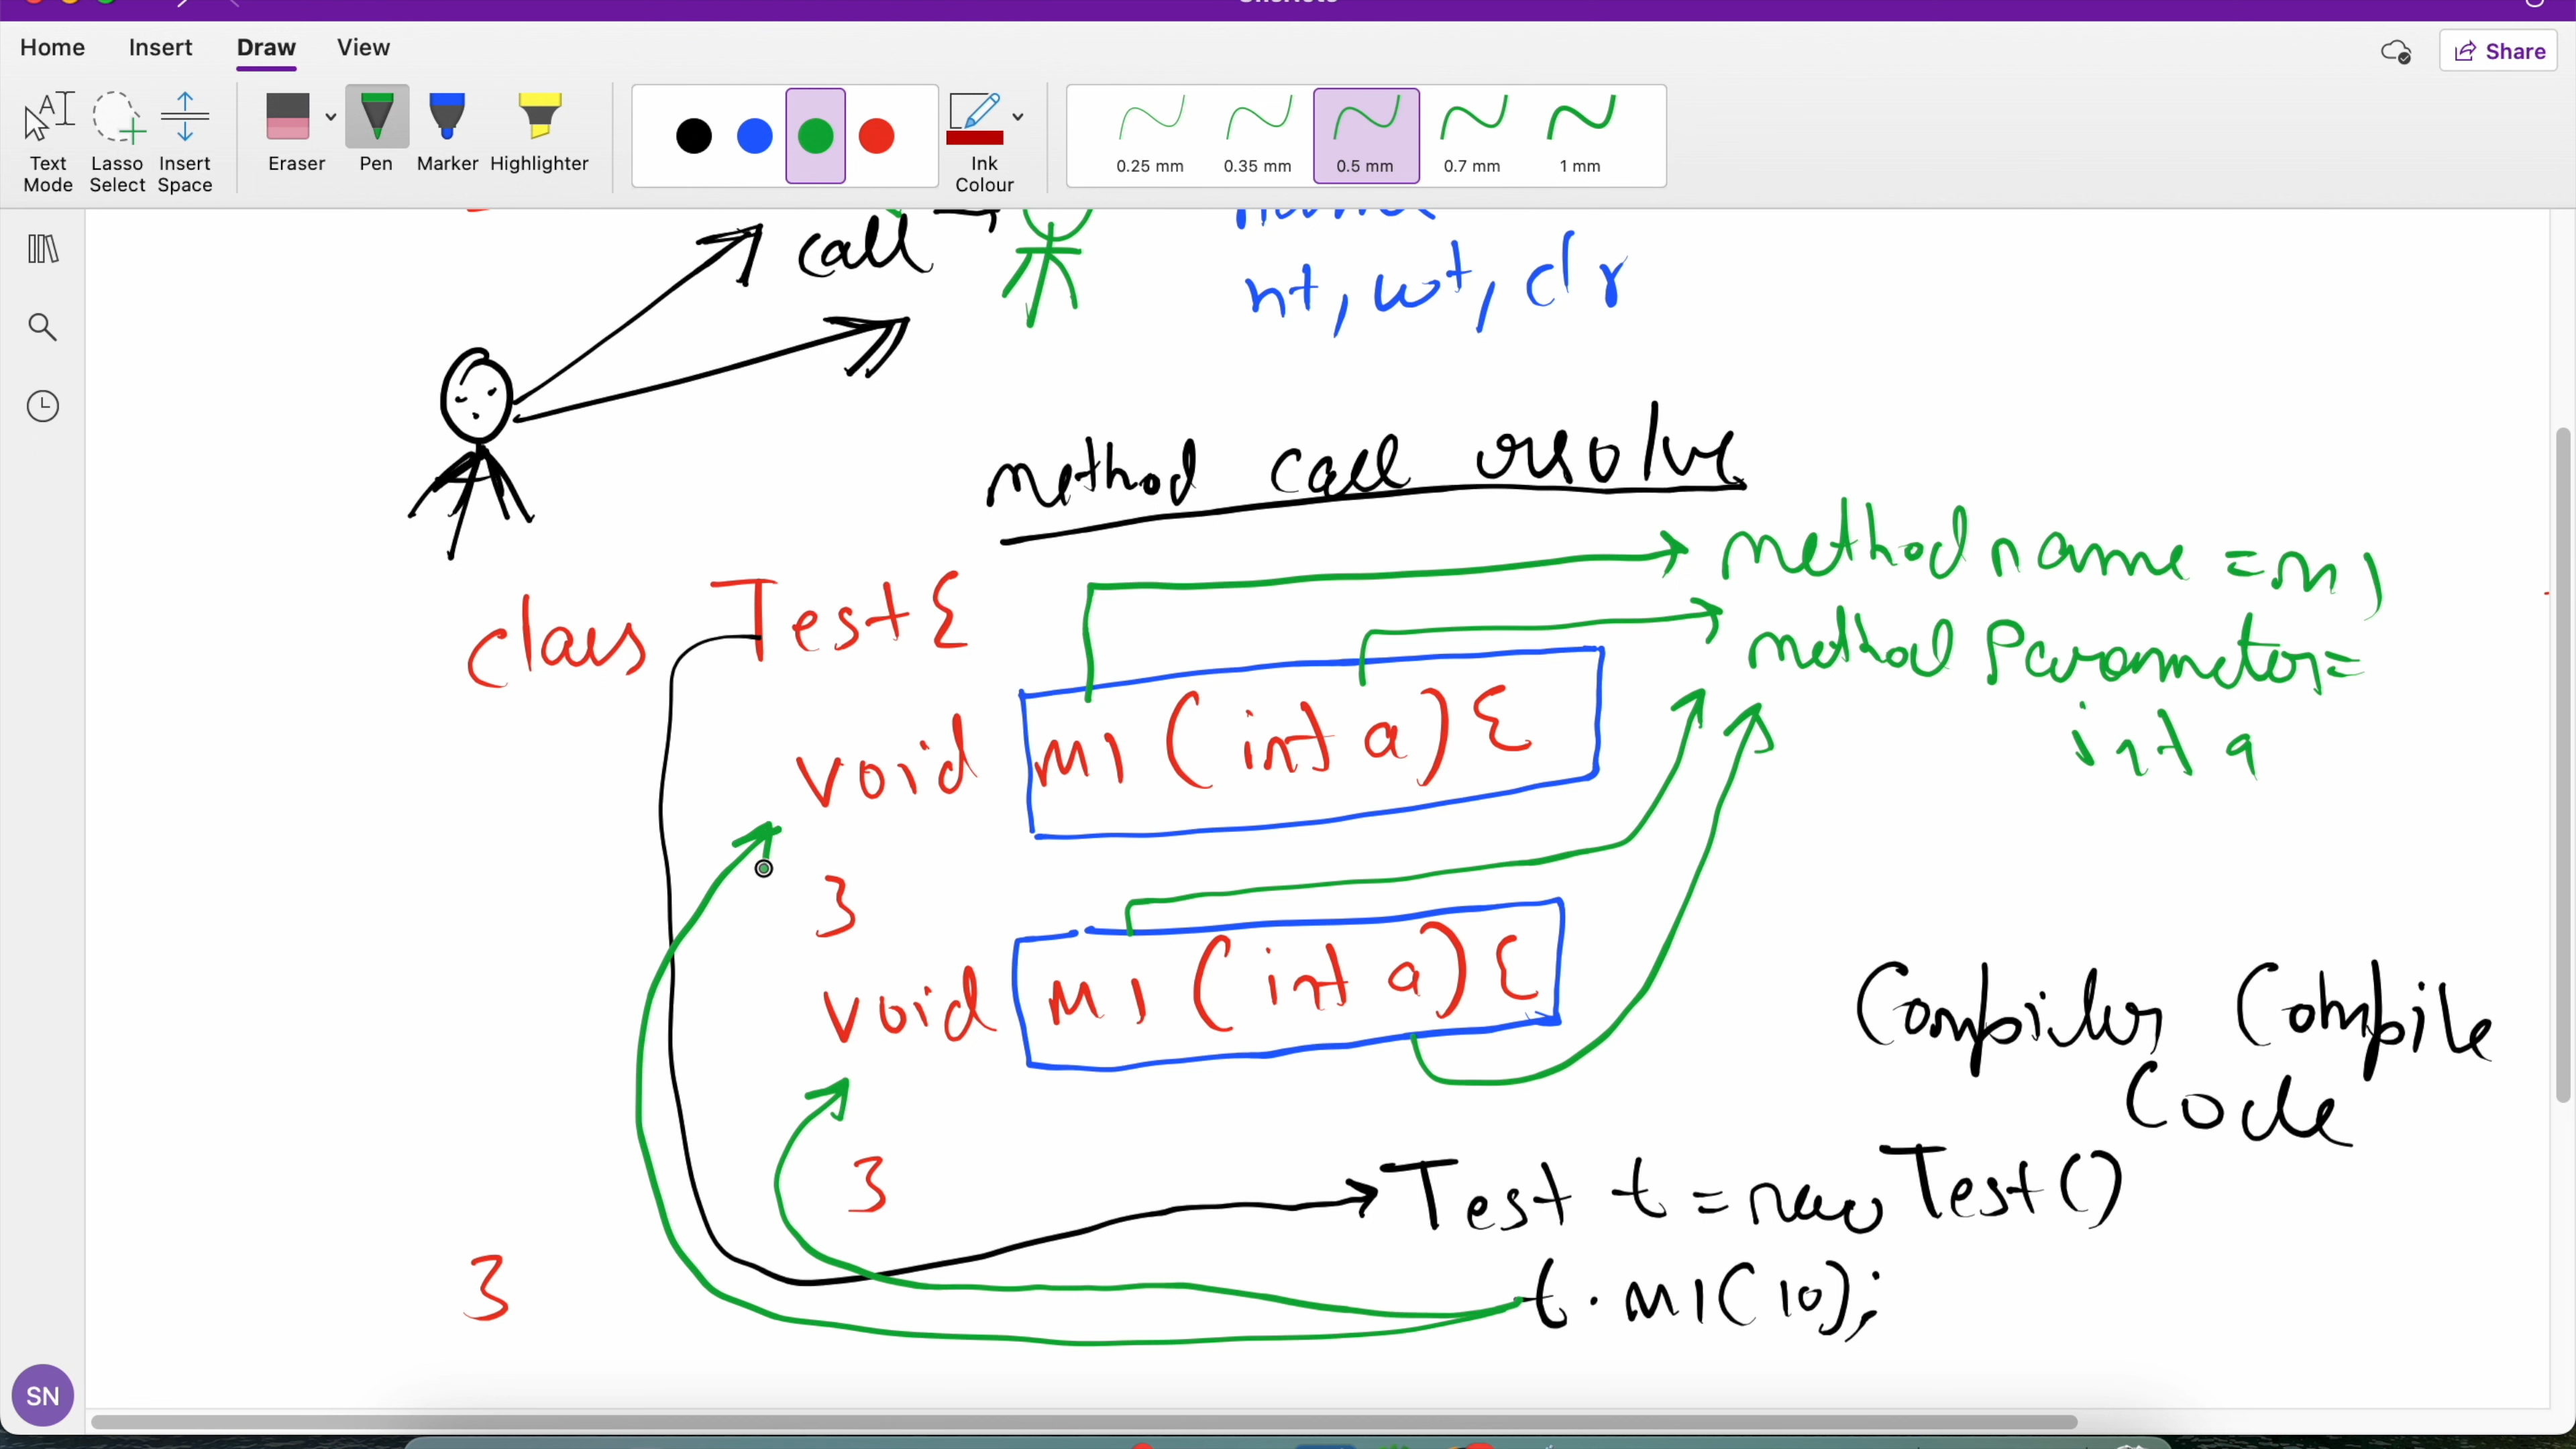 Home Insert Draw View
Share
Text Mode
Lasso Select
Insert Space
Eraser
Pen
Marker
Highlighter
Ink Colour
0.25 mm
0.35 mm
0.5 mm
0.7 mm
1 mm
call
ht, wt, clr
method call resolve
class Test {
method name = m1
method Parameter =
int a
void m1 ( int a ) {
}
void m1 ( int a ) {
}
}
Compiler Compile
Code
Test t = new Test ()
t . m1 ( 10 ) ;
SN